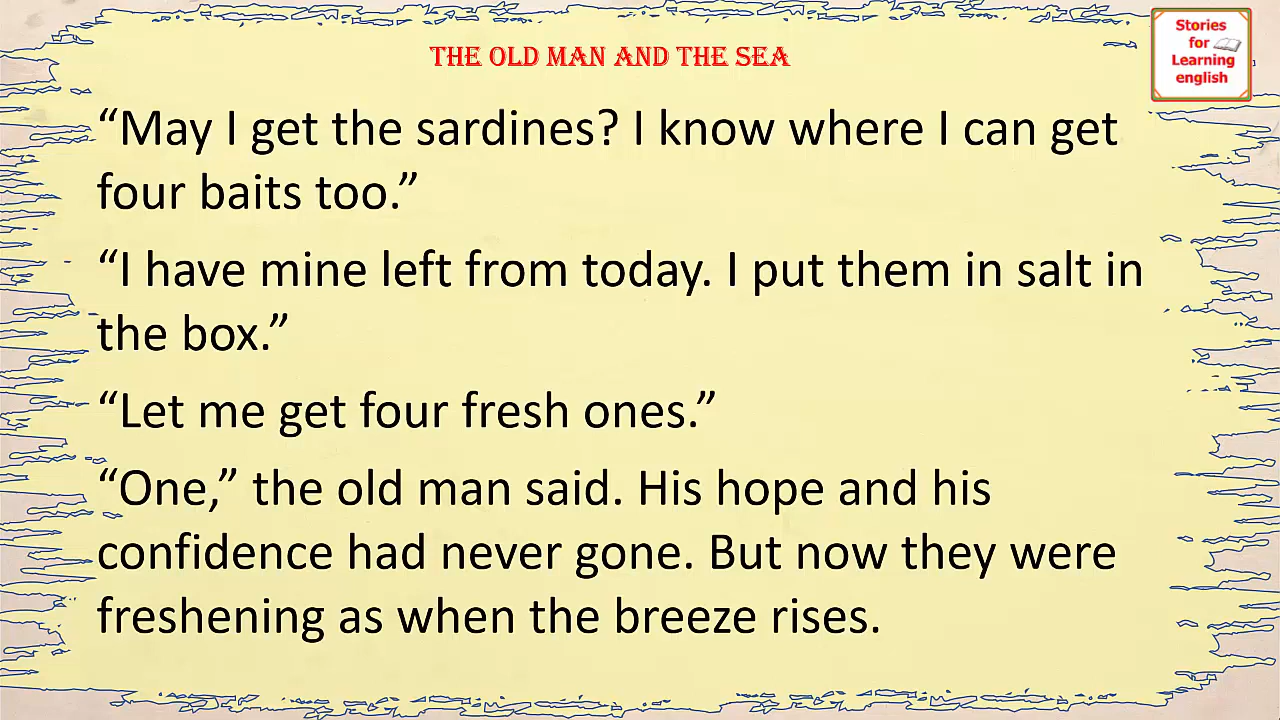 THE OLD MAN AND THE SEA
Stories
for
Learning
english
“May I get the sardines? I know where I can get
four baits too.”
“I have mine left from today. I put them in salt in
the box.”
“Let me get four fresh ones.”
“One,” the old man said. His hope and his
confidence had never gone. But now they were
freshening as when the breeze rises.